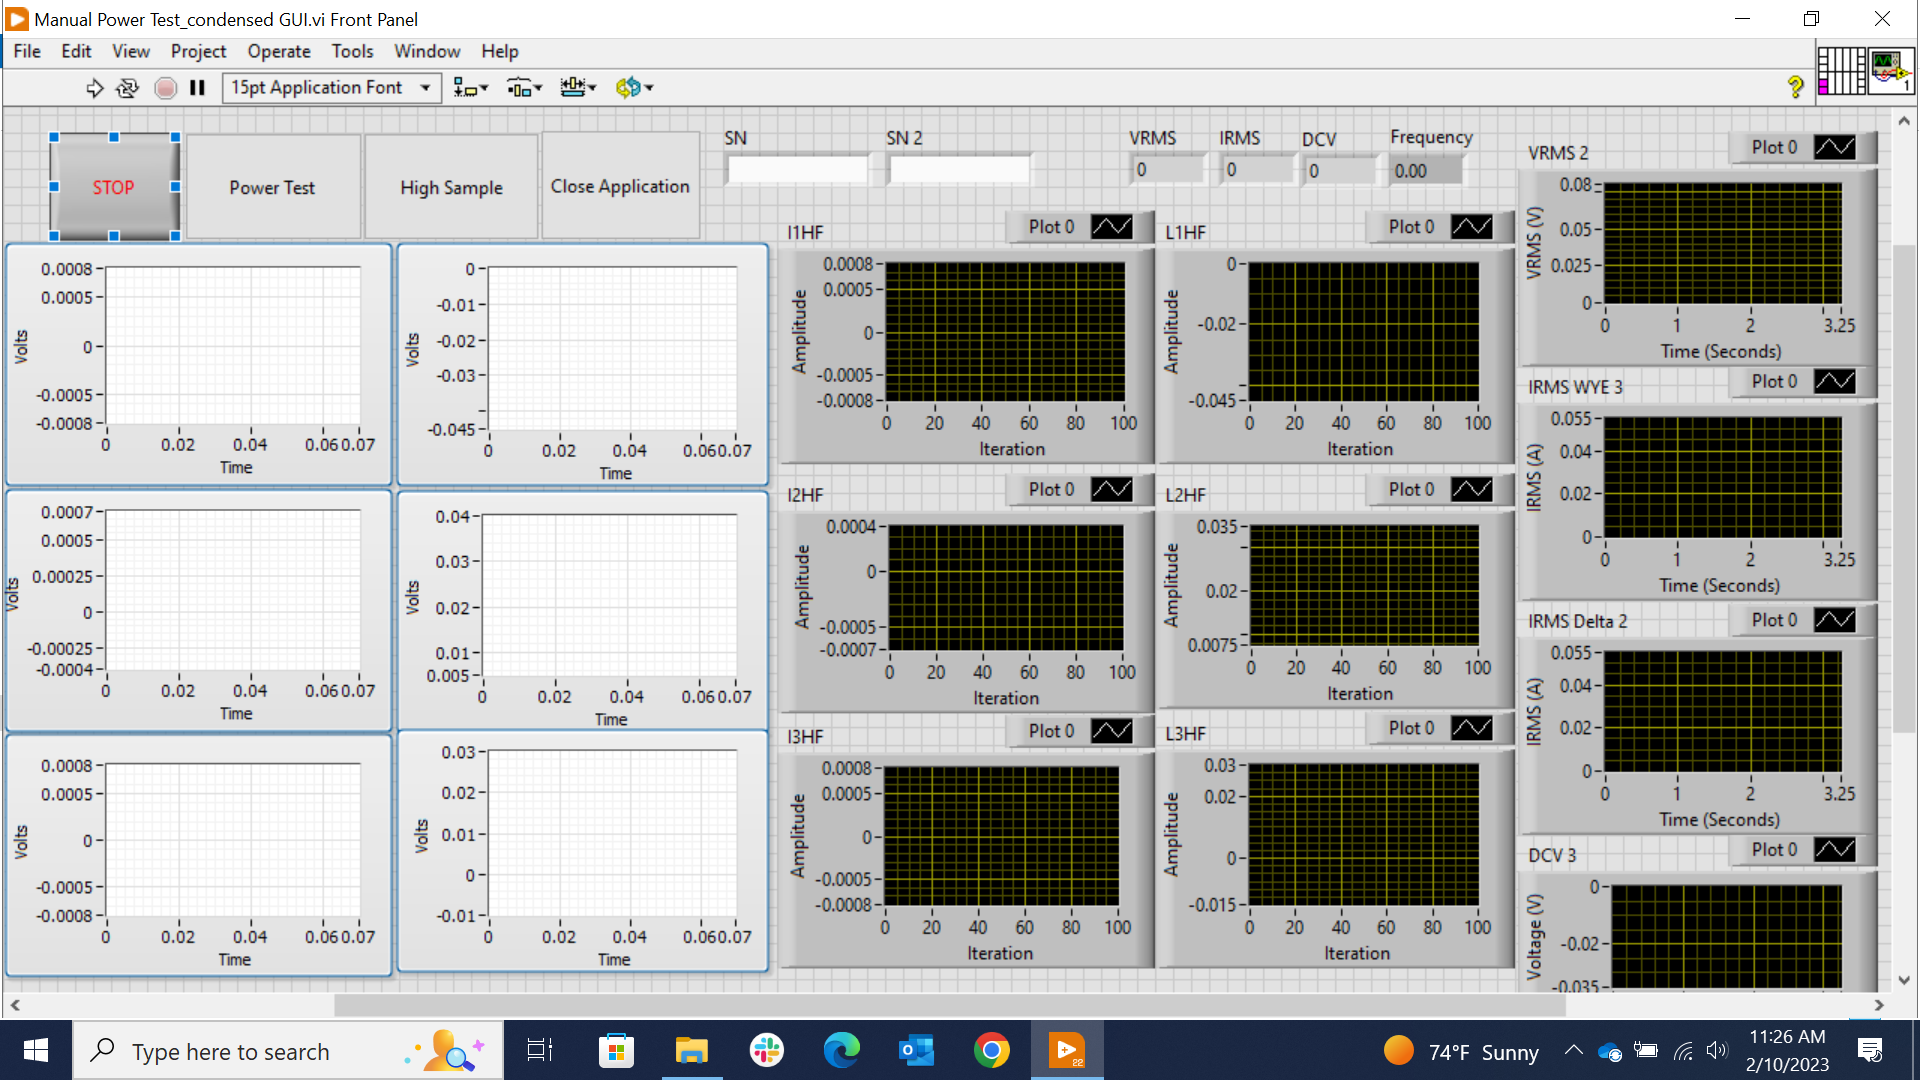 Manual Power Test_condensed GUI.vi Front Panel
File Edit View Project Operate Tools Window Help
15pt Application Font
22
1
STOP
Power Test
High Sample
Close Application
SN
SN 2
VRMS
0
IRMS
0
DCV
0
Frequency
0.00
Volts
0.0008
0.0005
0
-0.0005
-0.0008
0 0.02 0.04 0.06 0.07
Time
Volts
0
-0.01
-0.02
-0.03
-0.045
0 0.02 0.04 0.06 0.07
Time
Volts
0.0007
0.0005
0.00025
0
-0.00025
-0.0004
0 0.02 0.04 0.06 0.07
Time
Volts
0.04
0.03
0.02
0.01
0.005
0 0.02 0.04 0.06 0.07
Time
Volts
0.0008
0.0005
0
-0.0005
-0.0008
0 0.02 0.04 0.06 0.07
Time
Volts
0.03
0.02
0.01
0
-0.01
0 0.02 0.04 0.06 0.07
Time
I1HF
Plot 0
Amplitude
0.0008
0.0005
0
-0.0005
-0.0008
0 20 40 60 80 100
Iteration
L1HF
Plot 0
Amplitude
0
-0.02
-0.045
0 20 40 60 80 100
Iteration
I2HF
Plot 0
Amplitude
0.0004
0
-0.0005
-0.0007
0 20 40 60 80 100
Iteration
L2HF
Plot 0
Amplitude
0.035
0.02
0.0075
0 20 40 60 80 100
Iteration
I3HF
Plot 0
Amplitude
0.0008
0.0005
0
-0.0005
-0.0008
0 20 40 60 80 100
Iteration
L3HF
Plot 0
Amplitude
0.03
0.02
0
-0.015
0 20 40 60 80 100
Iteration
VRMS 2
Plot 0
VRMS (V)
0.08
0.05
0.025
0
0 1 2 3.25
Time (Seconds)
IRMS WYE 3
Plot 0
IRMS (A)
0.055
0.04
0.02
0
0 1 2 3.25
Time (Seconds)
IRMS Delta 2
Plot 0
IRMS (A)
0.055
0.04
0.02
0
0 1 2 3.25
Time (Seconds)
DCV 3
Plot 0
Voltage (V)
0
-0.02
-0.035
Type here to search
74°F Sunny
11:26 AM
2/10/2023